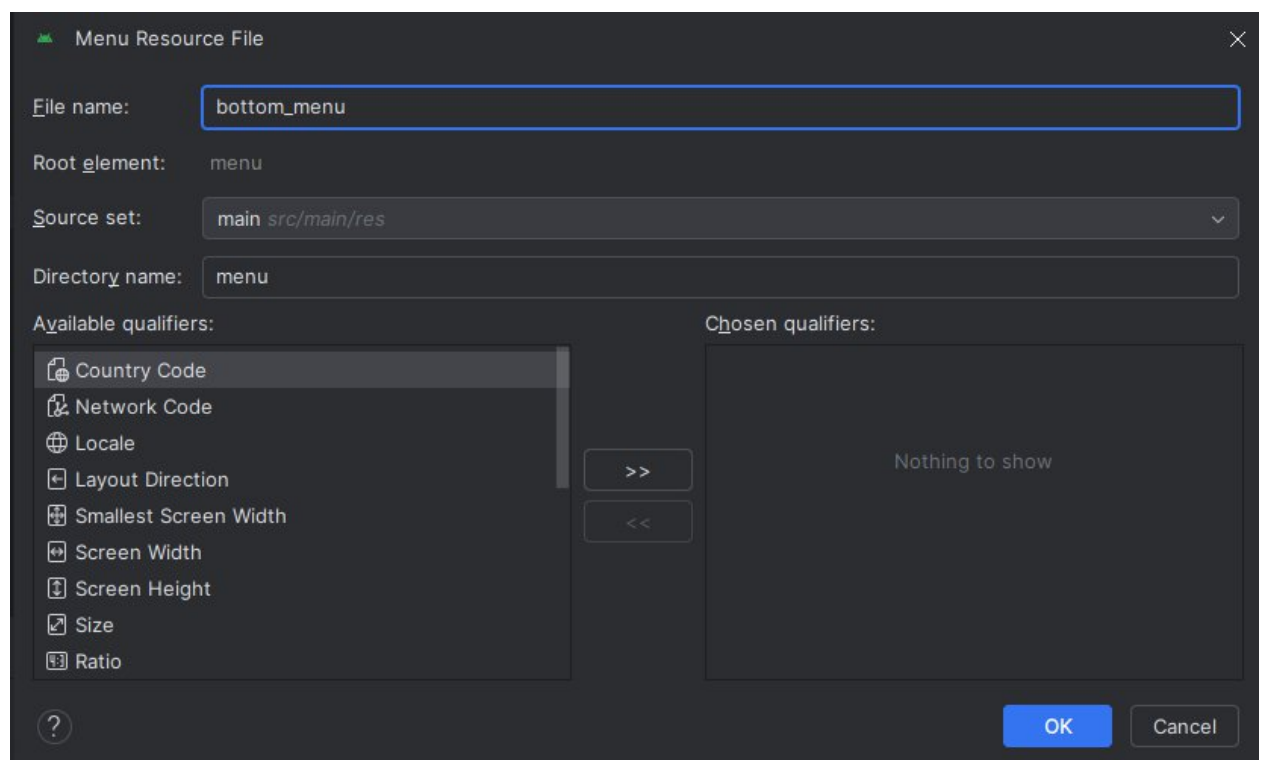 Menu Resource File
File name: bottom_menu
Root element: menu
Source set: main src/main/res
Directory name: menu
Available qualifiers:
Chosen qualifiers:
Country Code
Network Code
Locale
Layout Direction
Smallest Screen Width
Screen Width
Screen Height
Size
Ratio
>>
<<
Nothing to show
?
OK
Cancel